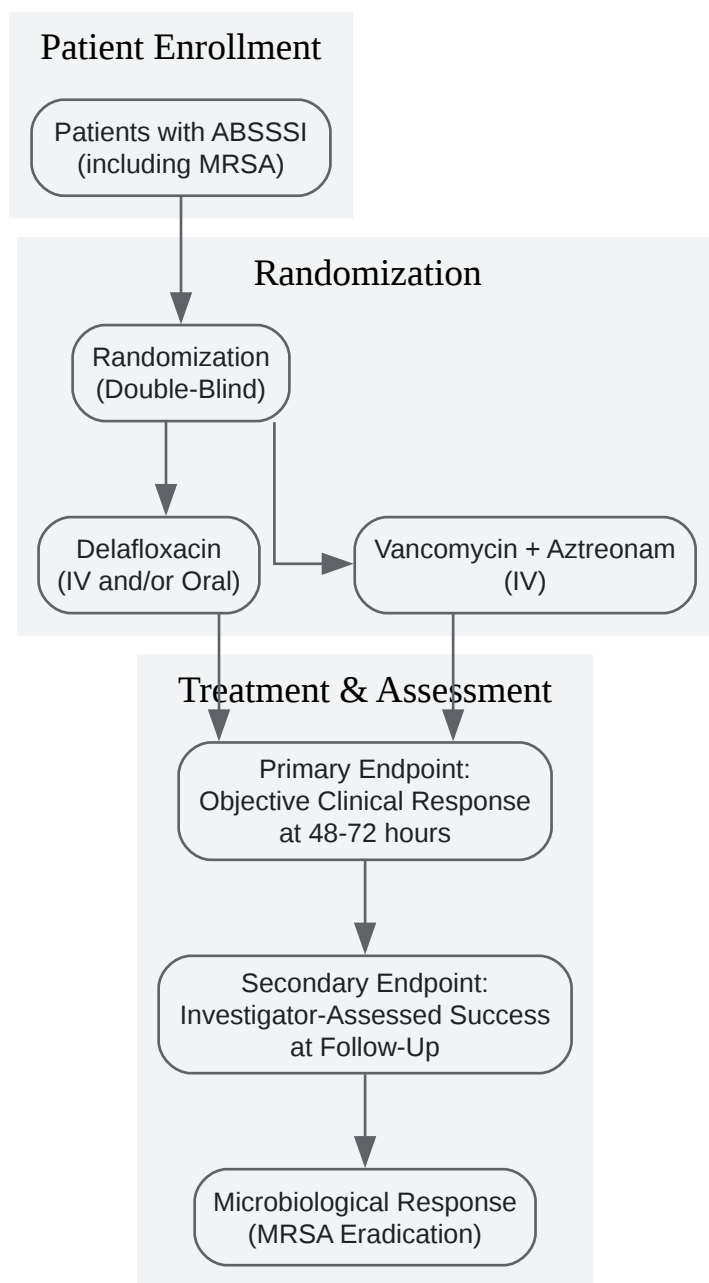 Patient Enrollment
Patients with ABSSSI
(including MRSA)
Randomization
Randomization
(Double-Blind)
Delafloxacin
(IV and/or Oral)
Vancomycin + Aztreonam
(IV)
Treatment & Assessment
Primary Endpoint:
Objective Clinical Response
at 48-72 hours
Secondary Endpoint:
Investigator-Assessed Success
at Follow-Up
Microbiological Response
(MRSA Eradication)